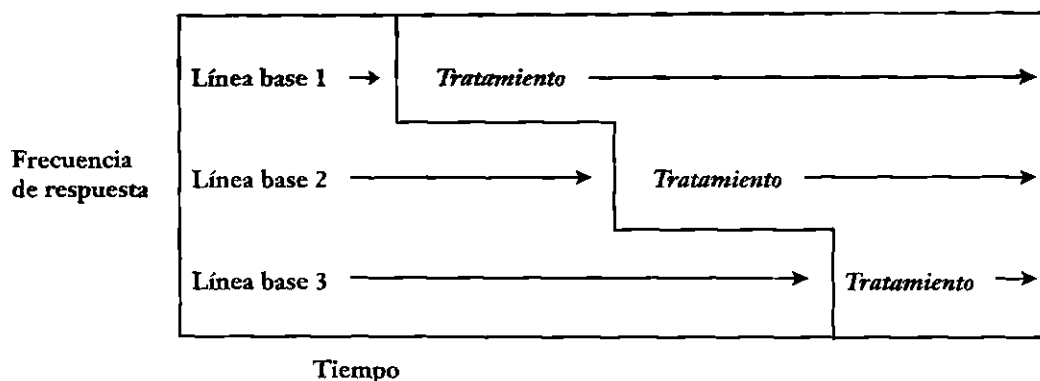 Línea base 1 Tratamiento
Frecuencia
de respuesta
Línea base 2 Tratamiento
Línea base 3 Tratamiento
Tiempo